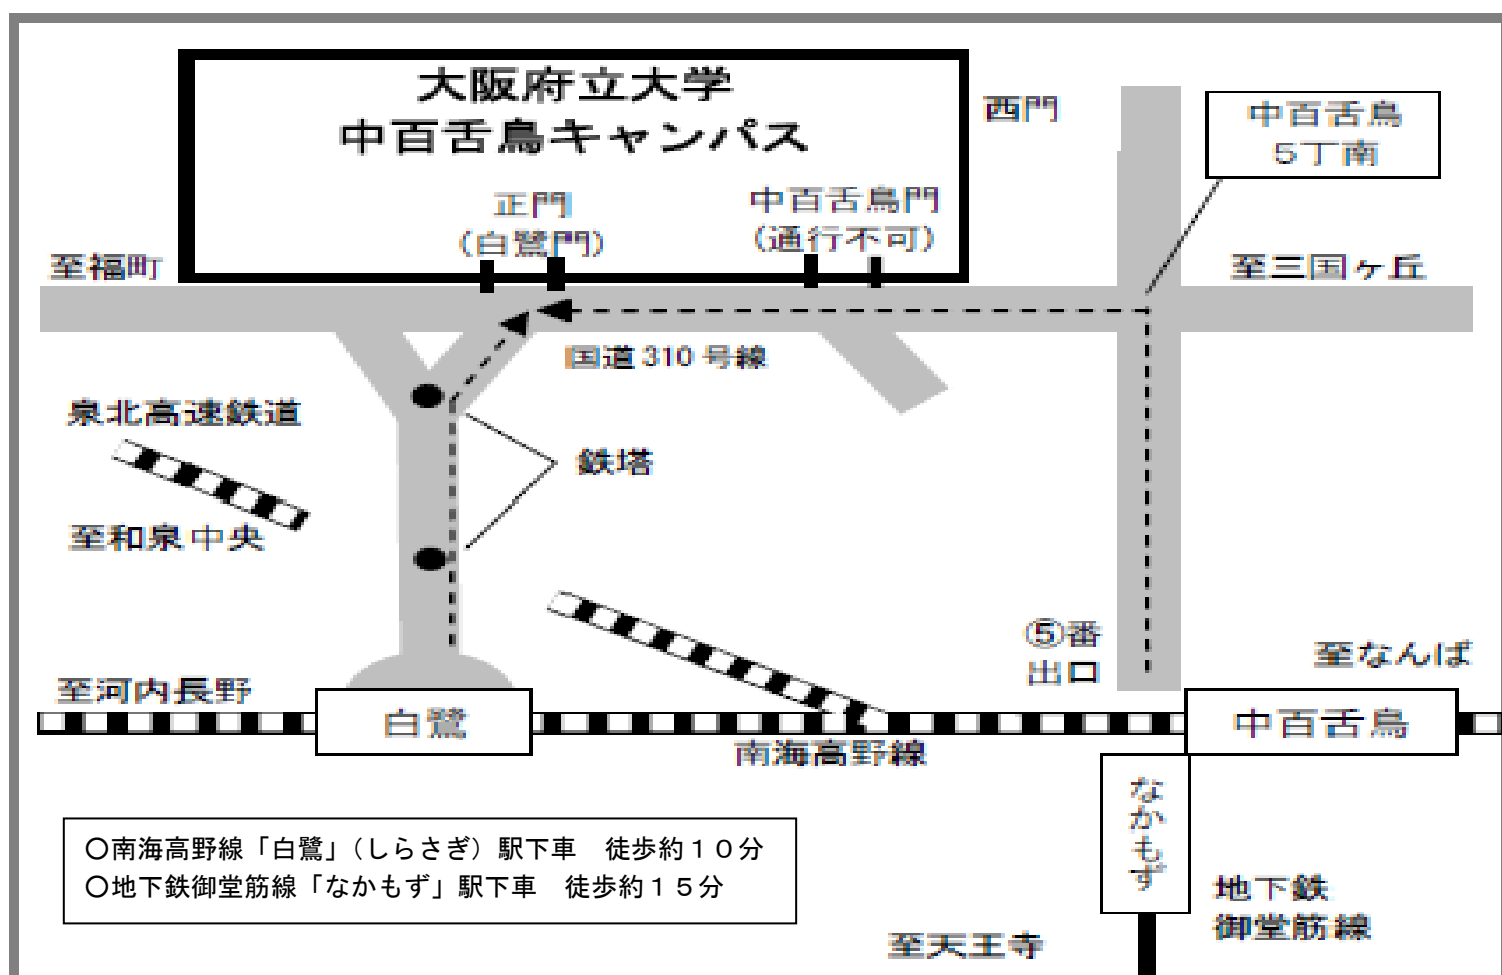 大阪府立大学
中百舌鳥キャンパス
西門
中百舌鳥
５丁南
正門
（白鷺門）
中百舌鳥門
（通行不可）
至福町
至三国ヶ丘
国道 310 号線
泉北高速鉄道
鉄塔
至和泉中央
⑤番
出口
至なんば
至河内長野
白鷺
中百舌鳥
南海高野線
なかもず
〇南海高野線「白鷺」（しらさぎ）駅下車　徒歩約１０分
〇地下鉄御堂筋線「なかもず」駅下車　徒歩約１５分
地下鉄
御堂筋線
至天王寺